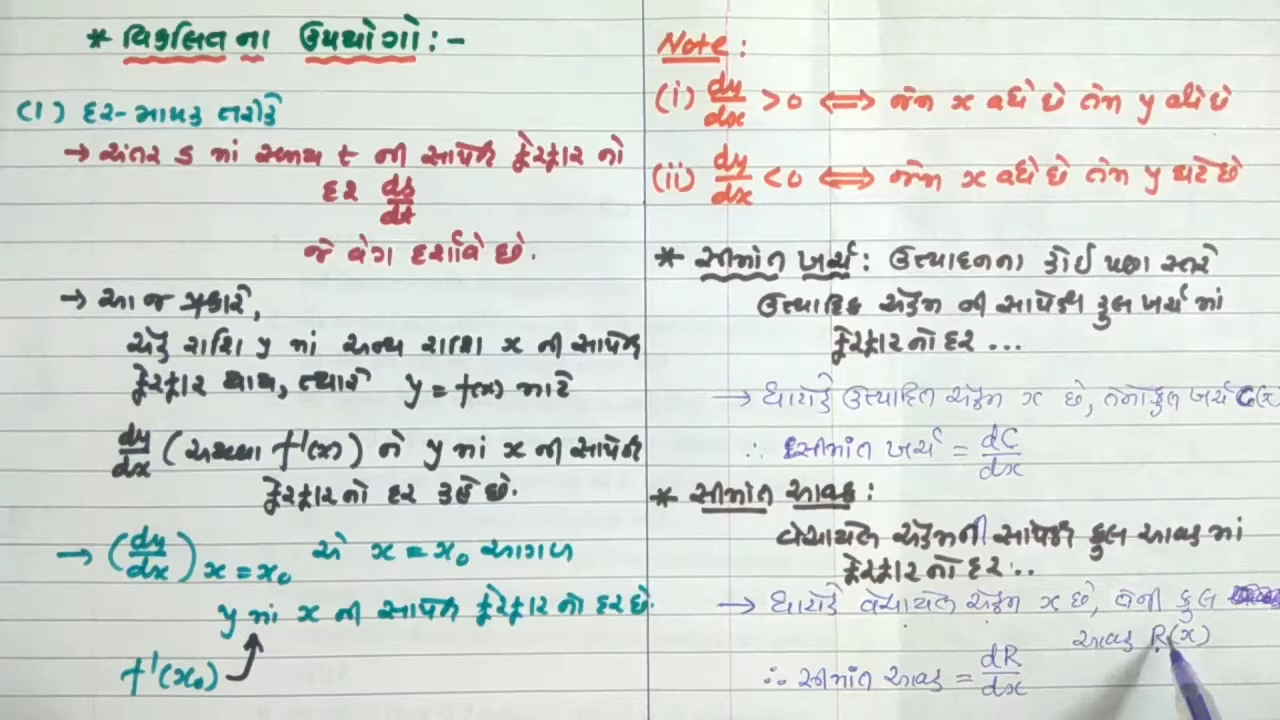 * વિકલિત ના ઉપયોગો :-
(1) દર-માપક તરીકે
→ અંતર s માં સમય t ની સાપેક્ષ ફેરફાર નો
દર ds/dt
જે વેગ દર્શાવે છે.
→ આ જ પ્રકારે,
એક રાશિ y માં અન્ય રાશિ x ની સાપેક્ષ
ફેરફાર થાય, ત્યારે y = f(x) માટે
dy/dx (અથવા f'(x)) ને y માં x ની સાપેક્ષ
ફેરફાર નો દર કહે છે.
→ (dy/dx) x = x₀ એ x = x₀ આગળ
y માં x ની સાપેક્ષ ફેરફાર નો દર છે.
f'(x₀)
Note :
(i) dy/dx > 0 ⟺ જેમ x વધે છે તેમ y વધે છે
(ii) dy/dx < 0 ⟺ જેમ x વધે છે તેમ y ઘટે છે
* સીમાંત ખર્ચ : ઉત્પાદનના કોઈ પણ સ્તરે
ઉત્પાદિત એકમ ની સાપેક્ષ કુલ ખર્ચ માં
ફેરફાર નો દર ...
→ ધારોકે ઉત્પાદિત એકમ x છે, તેનો કુલ ખર્ચ C(x)
∴ સીમાંત ખર્ચ = dC/dx
* સીમાંત આવક :
વેચાયેલ એકમની સાપેક્ષ કુલ આવક માં
ફેરફાર નો દર ...
→ ધારોકે વેચાયેલ એકમ x છે, તેની કુલ
આવક R(x)
∴ સીમાંત આવક = dR/dx